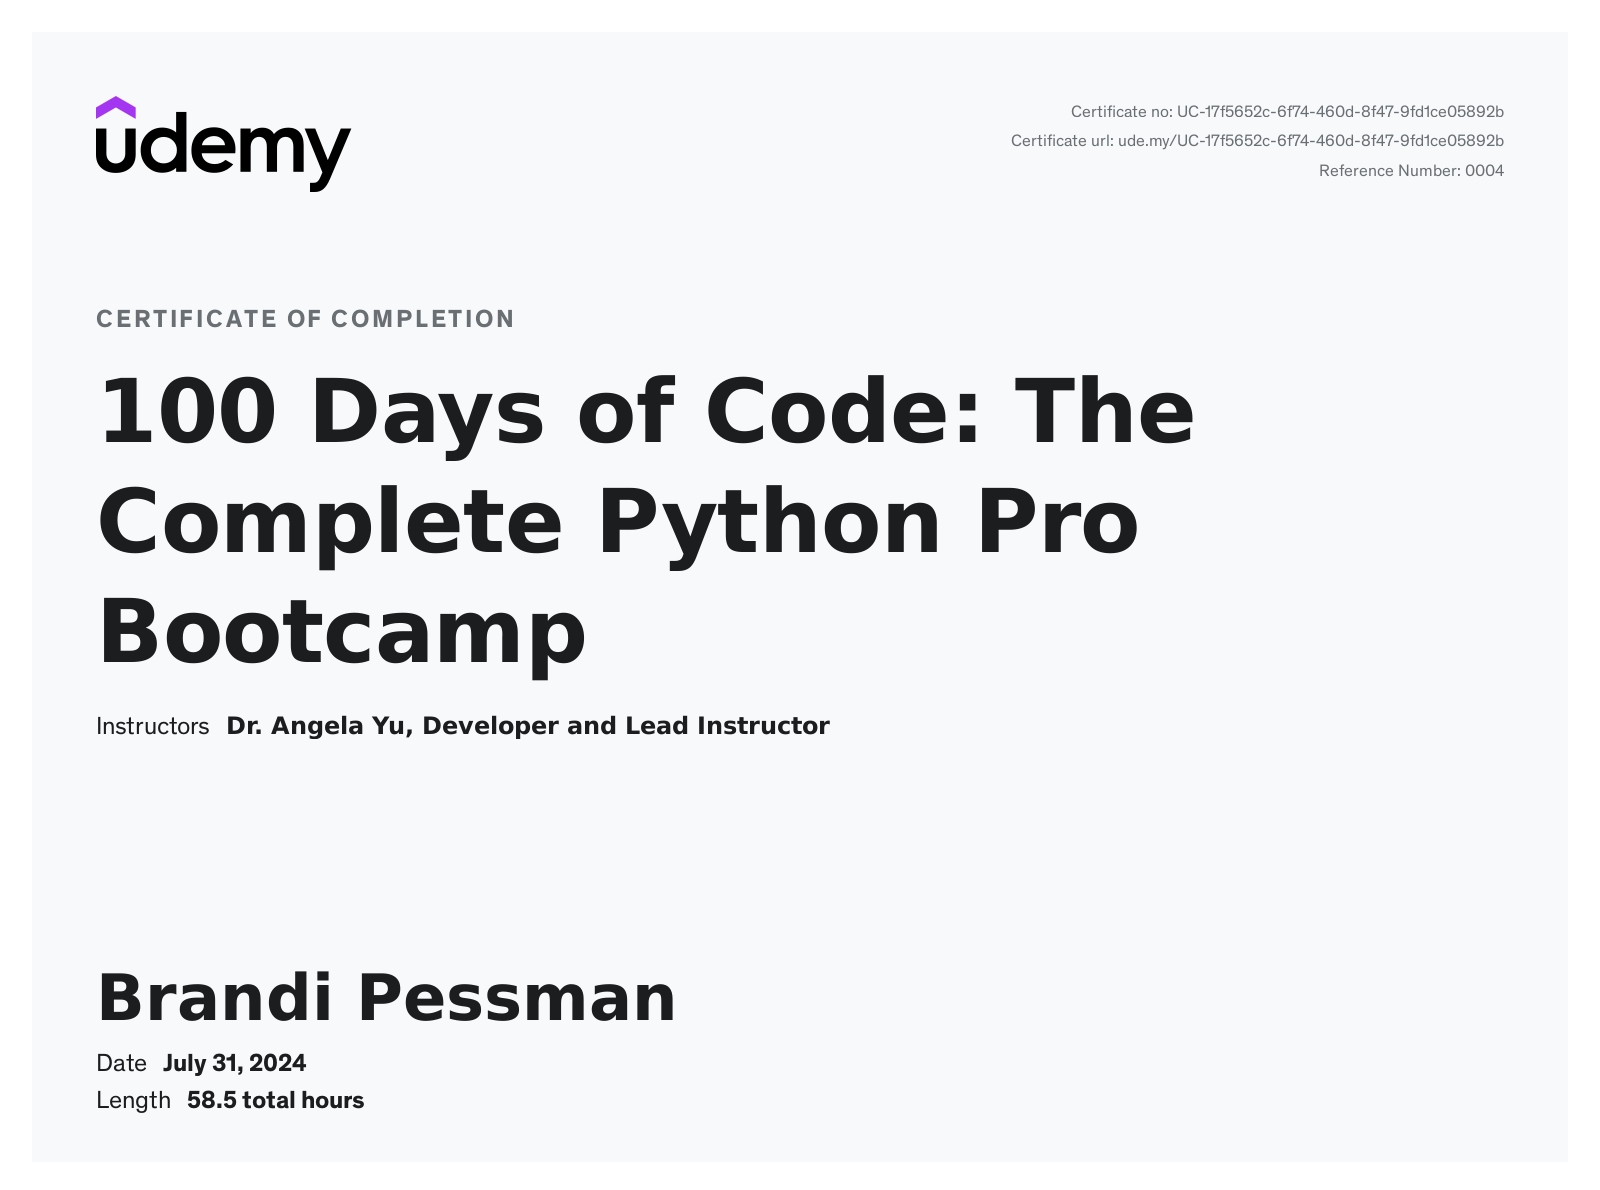 udemy
Certificate no: UC-17f5652c-6f74-460d-8f47-9fd1ce05892b
Certificate url: ude.my/UC-17f5652c-6f74-460d-8f47-9fd1ce05892b
Reference Number: 0004
CERTIFICATE OF COMPLETION
100 Days of Code: The
Complete Python Pro
Bootcamp
Instructors Dr. Angela Yu, Developer and Lead Instructor
Brandi Pessman
Date July 31, 2024
Length 58.5 total hours